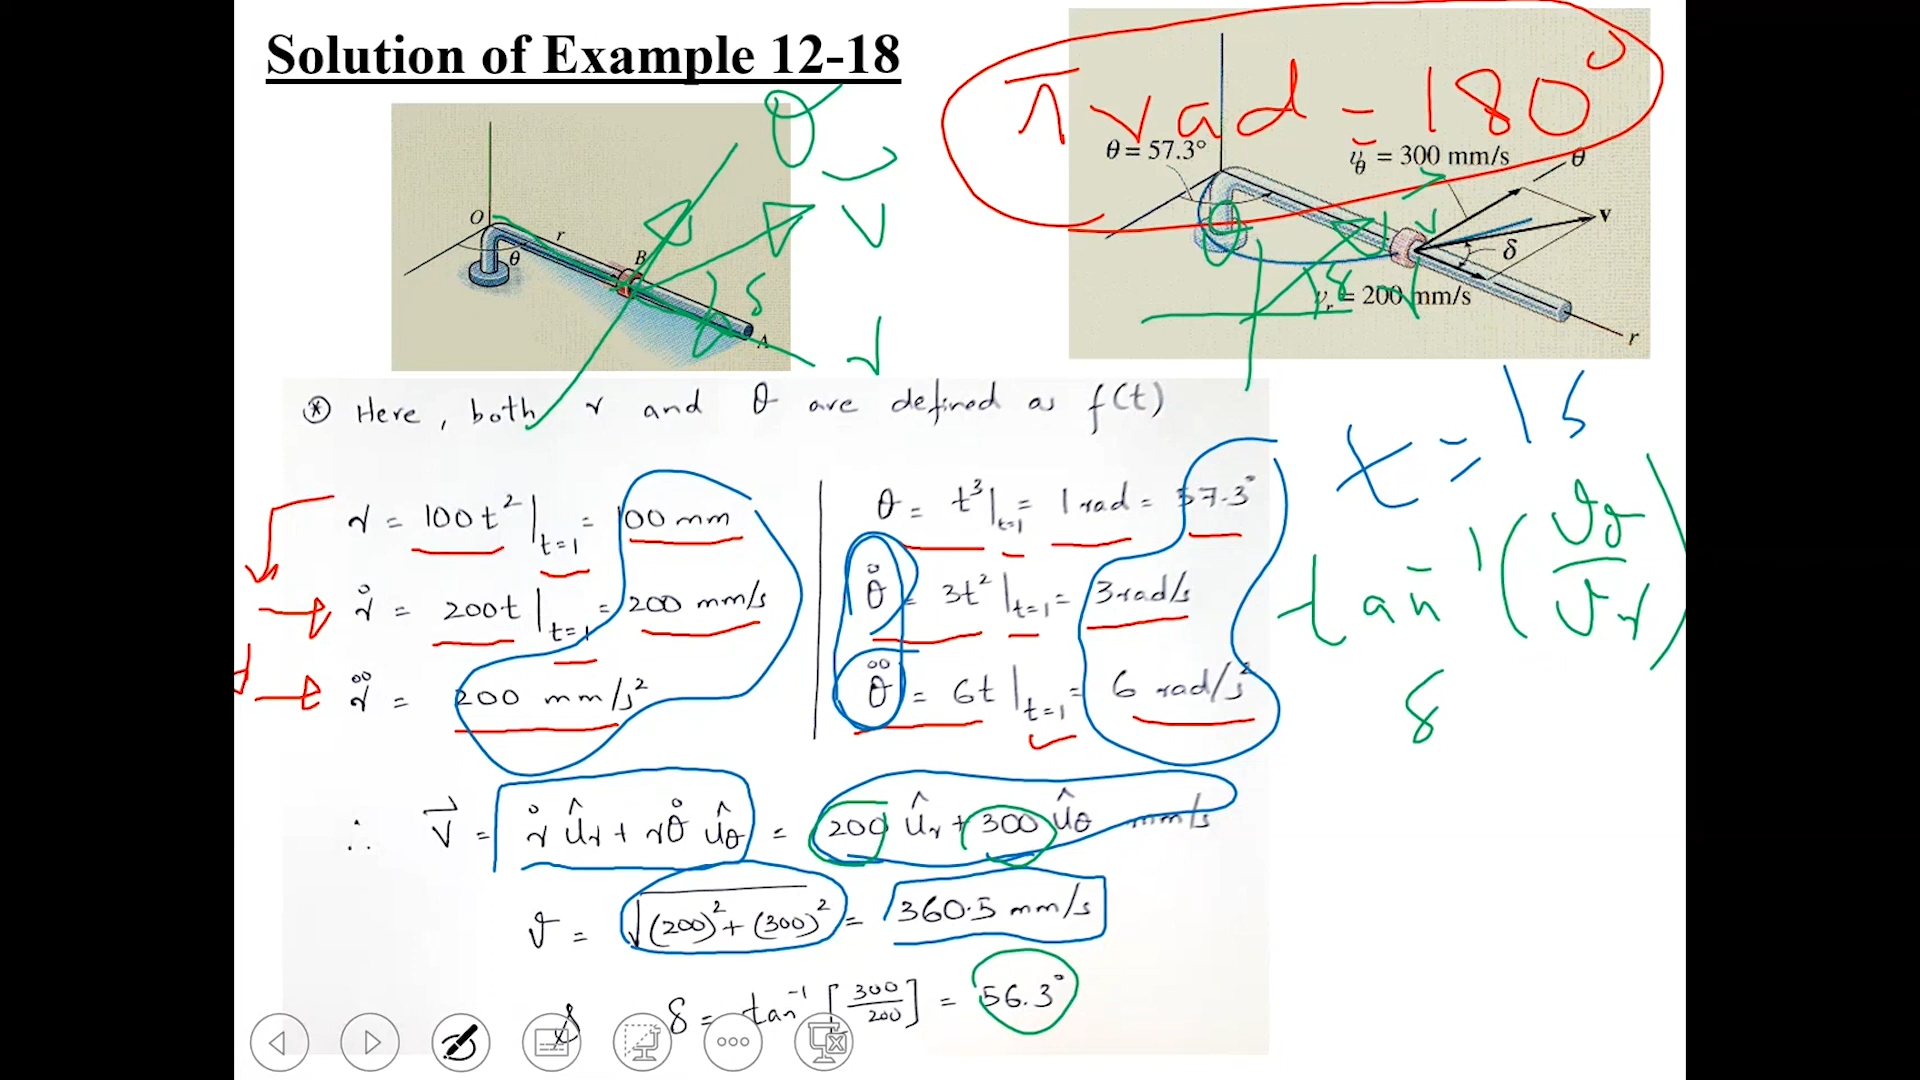 Solution of Example 12-18
π rad = 180°
θ
V
δ
r
O
r
θ
B
A
θ = 57.3°
υθ = 300 mm/s
θ
v
δ
υr = 200 mm/s
r
θ
v
δ
r
⊛ Here, both r and θ are defined as f(t)
t = 1s
r = 100t²|t=1 = 100 mm
θ = t³|t=1 = 1 rad = 57.3°
tan⁻¹(vθ/vr)
ṙ = 200t|t=1 = 200 mm/s
θ̇ = 3t²|t=1 = 3 rad/s
r̈ = 200 mm/s²
θ̈ = 6t|t=1 = 6 rad/s²
δ
∴ V⃗ = ṙ ûr + rθ̇ ûθ = 200 ûr + 300 ûθ mm/s
v = √(200)² + (300)² = 360.5 mm/s
δ = tan⁻¹[300/200] = 56.3°